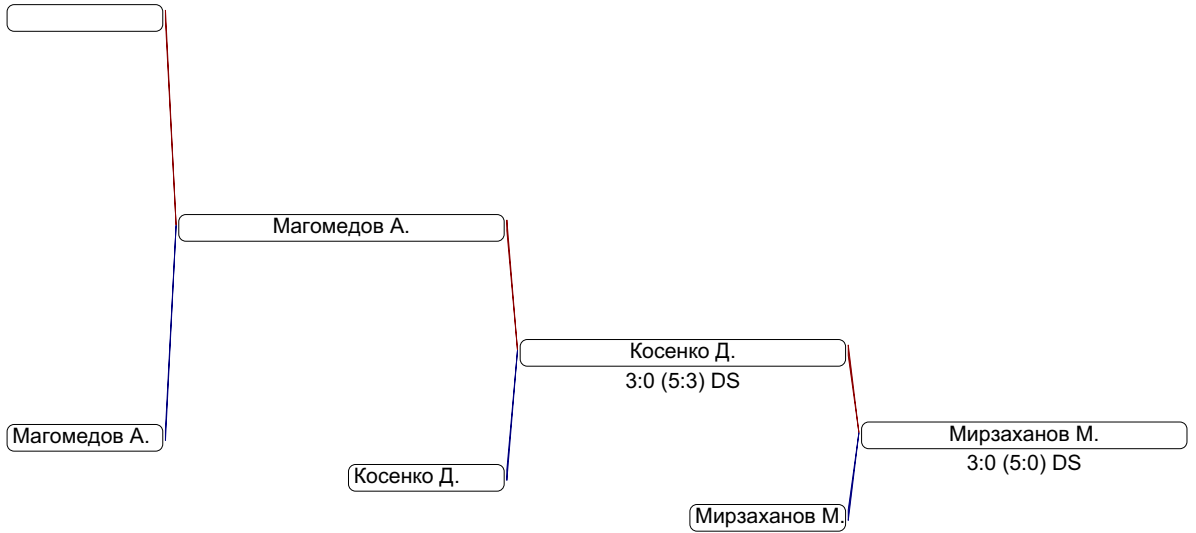 Магомедов А.
Косенко Д.
3:0 (5:3) DS
Мирзаханов М.
3:0 (5:0) DS
Магомедов А.
Косенко Д.
Мирзаханов М.